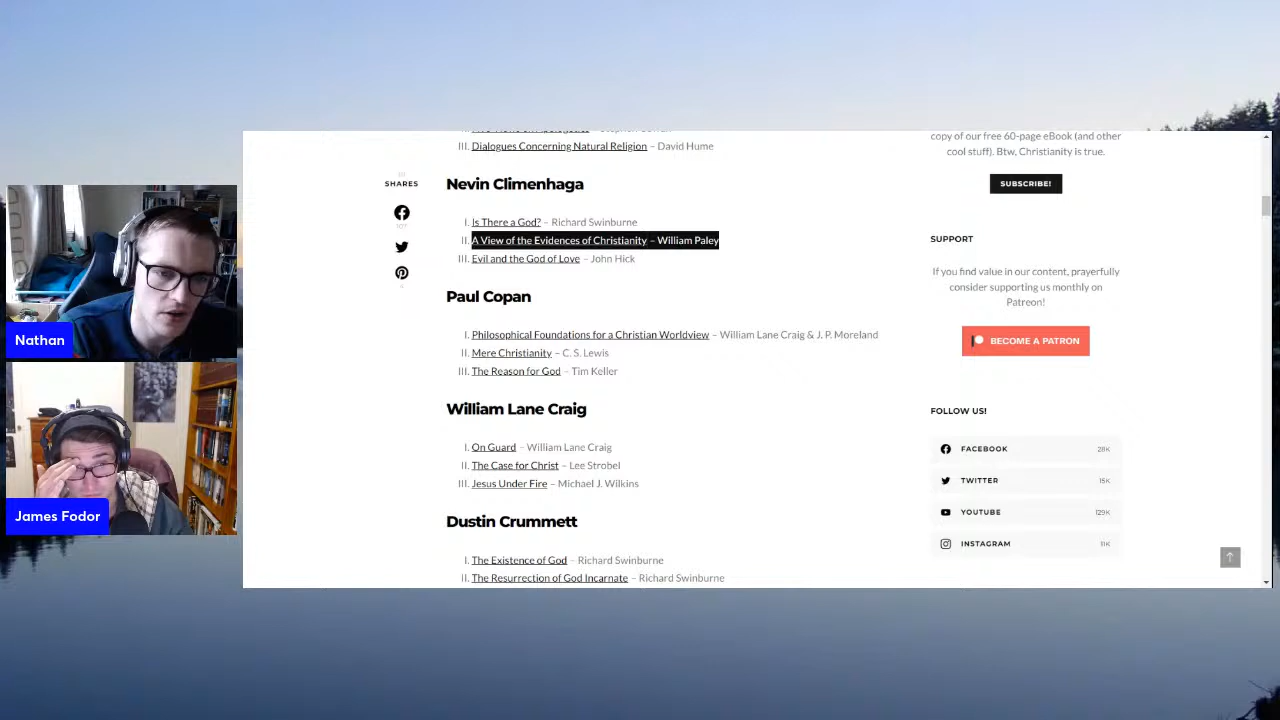 III. Dialogues Concerning Natural Religion – David Hume
copy of our free 60-page eBook (and other
cool stuff). Btw, Christianity is true.
SUBSCRIBE!
SHARES
Nevin Climenhaga
I. Is There a God? – Richard Swinburne
II. A View of the Evidences of Christianity – William Paley
III. Evil and the God of Love – John Hick
SUPPORT
If you find value in our content, prayerfully
consider supporting us monthly on
Patreon!
BECOME A PATRON
Paul Copan
I. Philosophical Foundations for a Christian Worldview – William Lane Craig & J. P. Moreland
II. Mere Christianity – C. S. Lewis
III. The Reason for God – Tim Keller
William Lane Craig
I. On Guard – William Lane Craig
II. The Case for Christ – Lee Strobel
III. Jesus Under Fire – Michael J. Wilkins
FOLLOW US!
FACEBOOK 28K
TWITTER 15K
YOUTUBE 129K
INSTAGRAM 11K
Dustin Crummett
I. The Existence of God – Richard Swinburne
II. The Resurrection of God Incarnate – Richard Swinburne
Nathan
James Fodor